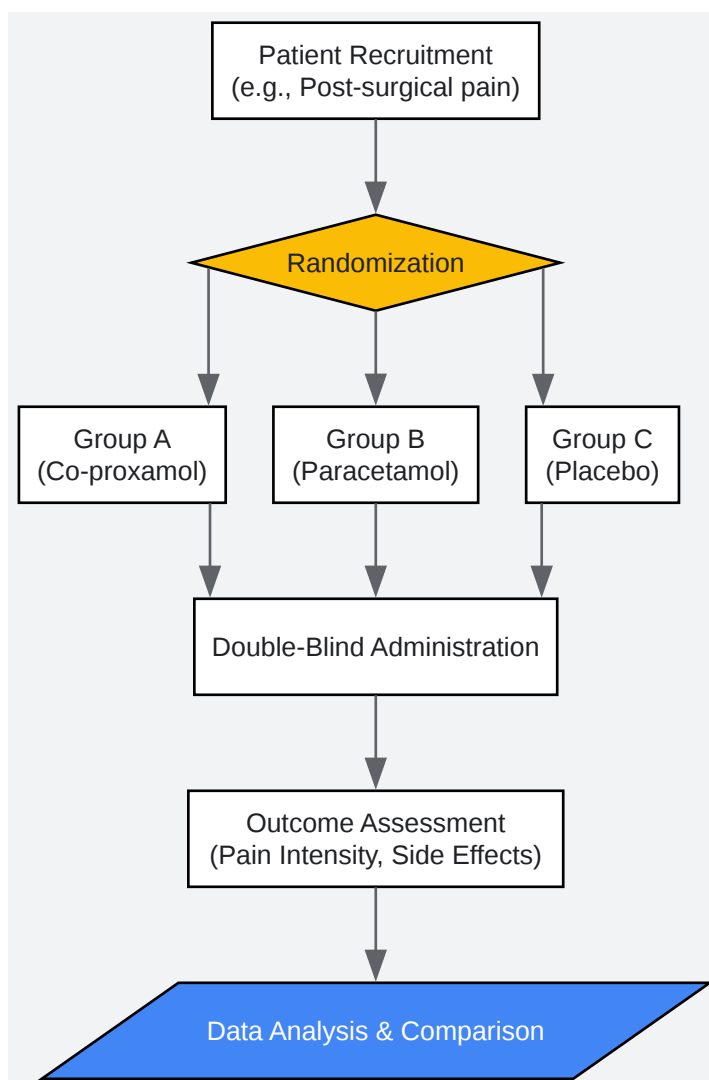 Patient Recruitment
(e.g., Post-surgical pain)
Randomization
Group A
(Co-proxamol)
Group B
(Paracetamol)
Group C
(Placebo)
Double-Blind Administration
Outcome Assessment
(Pain Intensity, Side Effects)
Data Analysis & Comparison